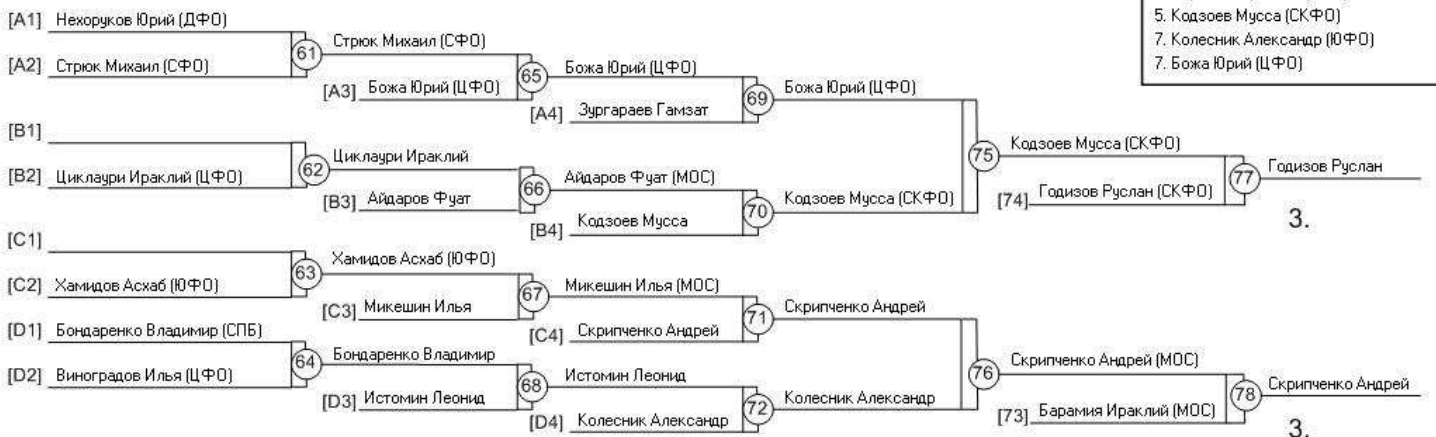 5. Кодзоев Мусса (СКФО)
7. Колесник Александр (ЮФО)
7. Божа Юрий (ЦФО)
[A1] Нехоруков Юрий (ДФО)
61 Стрюк Михаил (СФО)
[A2] Стрюк Михаил (СФО)
65 Божа Юрий (ЦФО)
[A3] Божа Юрий (ЦФО)
69 Божа Юрий (ЦФО)
[A4] Зургараев Гамзат
[B1]
75 Кодзоев Мусса (СКФО)
62 Циклаури Ираклий
[B2] Циклаури Ираклий (ЦФО)
66 Айдаров Фуат (МОС)
77 Годизов Руслан
[B3] Айдаров Фуат
70 Кодзоев Мусса (СКФО)
[74] Годизов Руслан (СКФО)
[B4] Кодзоев Мусса
3.
[C1]
63 Хамидов Асхаб (ЮФО)
[C2] Хамидов Асхаб (ЮФО)
67 Микешин Илья (МОС)
[C3] Микешин Илья
71 Скрипченко Андрей
[D1] Бондаренко Владимир (СПБ)
[C4] Скрипченко Андрей
64 Бондаренко Владимир
76 Скрипченко Андрей (МОС)
[D2] Виноградов Илья (ЦФО)
68 Истомин Леонид
78 Скрипченко Андрей
[D3] Истомин Леонид
72 Колесник Александр
[73] Барамия Ираклий (МОС)
[D4] Колесник Александр
3.